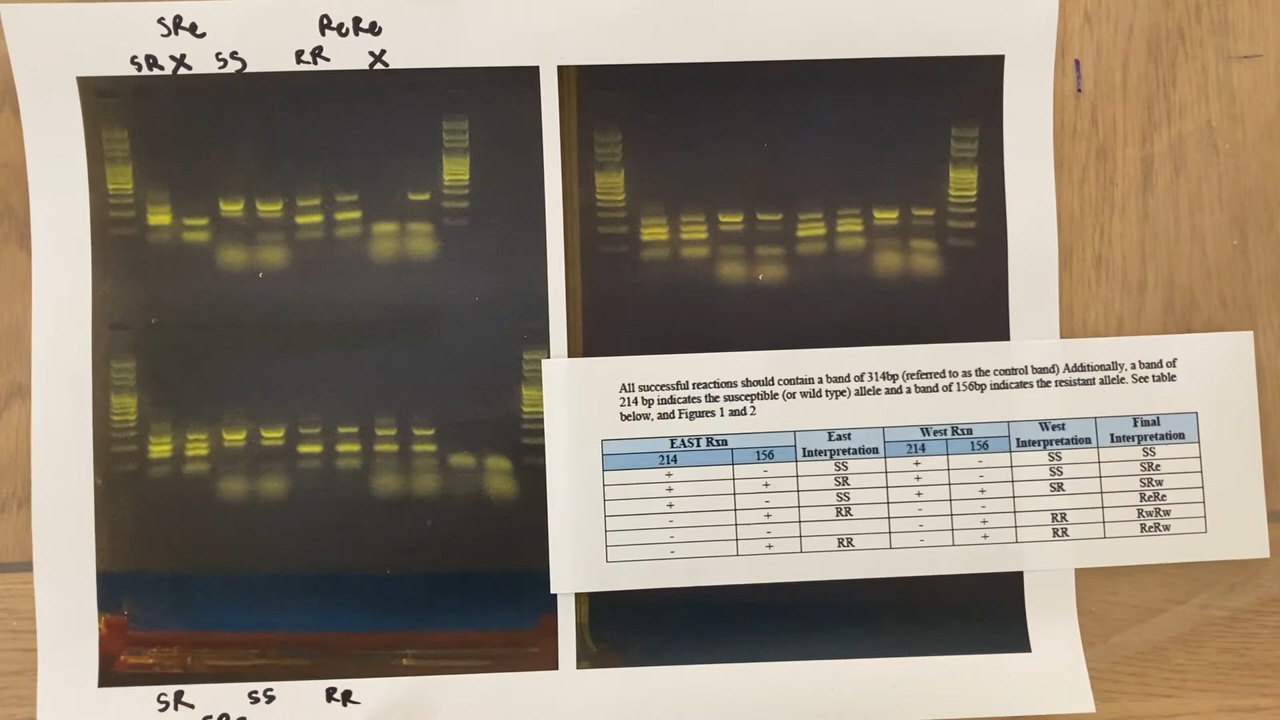 SRe ReRe
SR X SS RR X
All successful reactions should contain a band of 314bp (referred to as the control band) Additionally, a band of
214 bp indicates the susceptible (or wild type) allele and a band of 156bp indicates the resistant allele. See table
below, and Figures 1 and 2
EAST Rxn East Interpretation West Rxn West Interpretation Final Interpretation
214 156 214 156
+ - SS + - SS SS
+ + SR + - SS SRe
+ - SS + + SR SRw
- + RR - - ReRe
- - - + RR RwRw
- + RR - + RR ReRw
SR SS RR